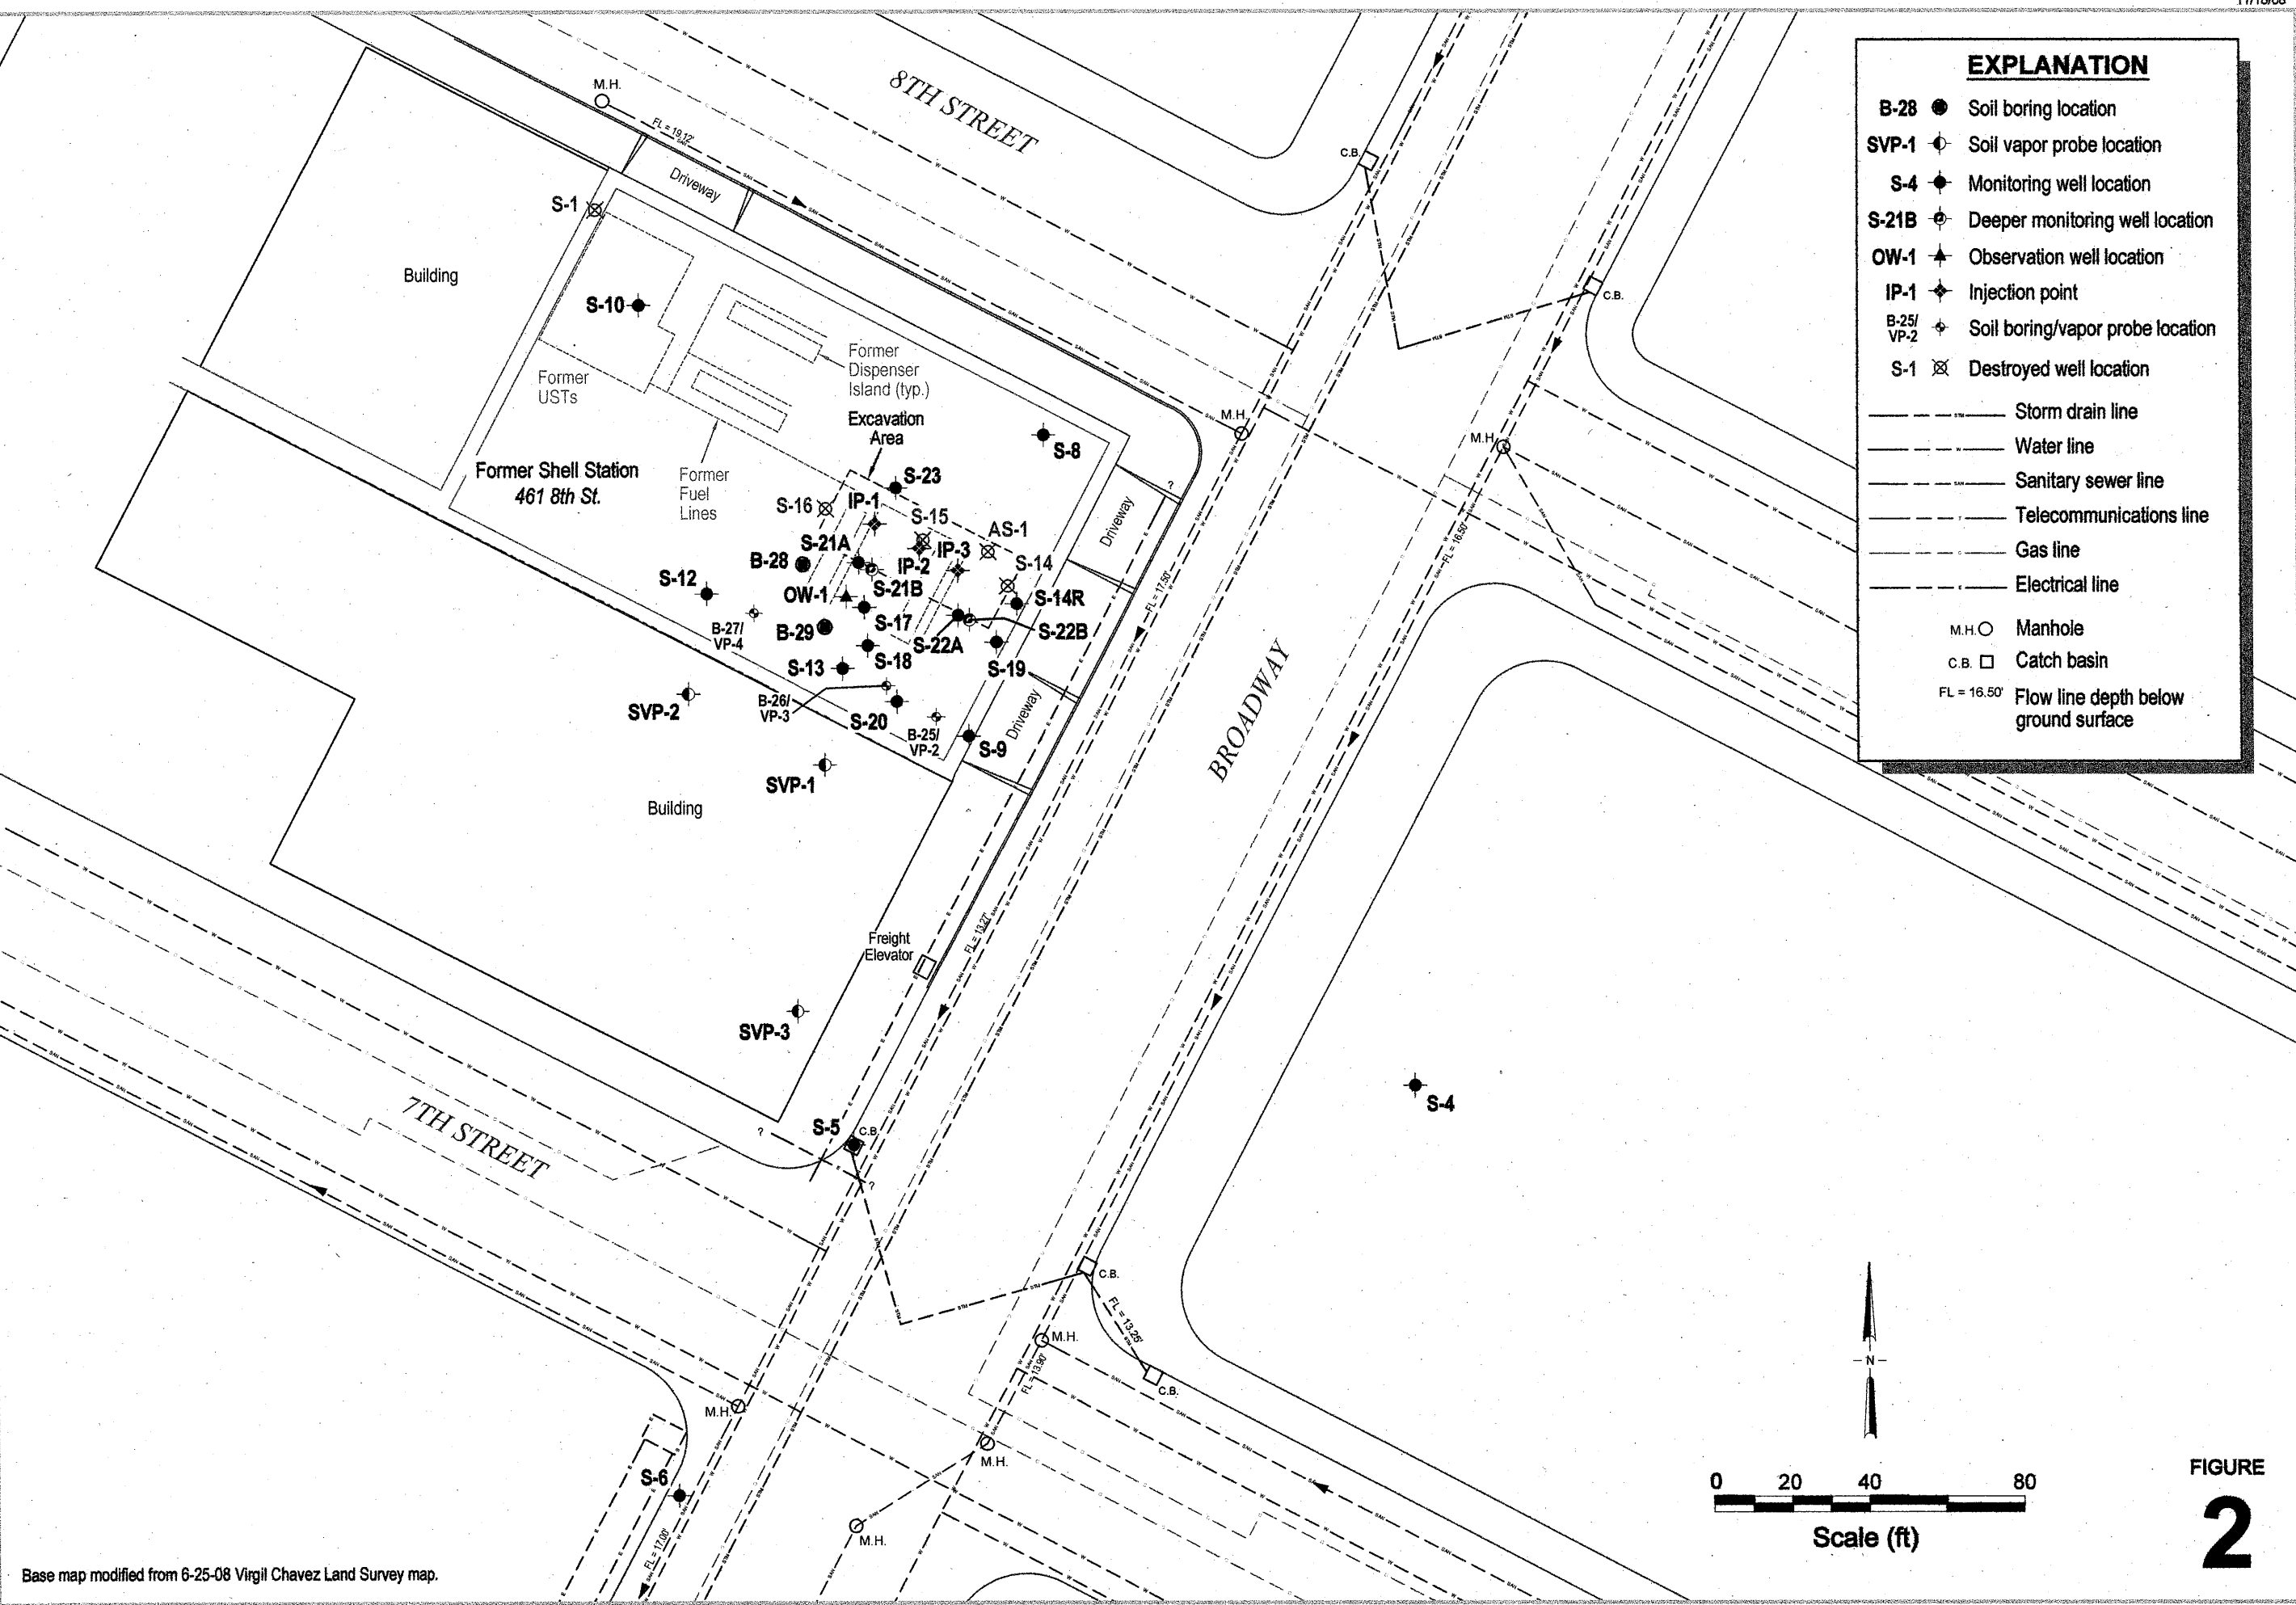 EXPLANATION
B-28 Soil boring location
SVP-1 Soil vapor probe location
S-4 Monitoring well location
S-21B Deeper monitoring well location
OW-1 Observation well location
IP-1 Injection point
B-25/
VP-2 Soil boring/vapor probe location
S-1 Destroyed well location
STM Storm drain line
W Water line
SAN Sanitary sewer line
T Telecommunications line
G Gas line
E Electrical line
M.H. Manhole
C.B. Catch basin
FL = 16.50' Flow line depth below
ground surface
8TH STREET
M.H.
FL = 19.12'
Driveway
C.B.
C.B.
S-1
Building
S-10
Former
USTs
Former
Dispenser
Island (typ.)
Excavation
Area
M.H.
M.H.
S-8
Former Shell Station
461 8th St.
Former
Fuel
Lines
S-23
S-16
IP-1
S-15
AS-1
?
Driveway
S-21A
IP-3
B-28
IP-2
S-14
S-12
OW-1
S-21B
S-14R
B-27/
VP-4
B-29
S-17
S-22A
S-22B
S-13
S-18
S-19
FL = 17.50'
FL = 16.50'
SVP-2
B-26/
VP-3
S-20
B-25/
VP-2
S-9
Driveway
BROADWAY
SVP-1
Building
Freight
Elevator
FL = 13.27'
SVP-3
S-4
7TH STREET
?
S-5
C.B.
?
C.B.
FL = 13.25'
M.H.
FL = 13.90'
C.B.
M.H.
M.H.
S-6
M.H.
FL = 17.00'
N
0 20 40 80
Scale (ft)
FIGURE
2
Base map modified from 6-25-08 Virgil Chavez Land Survey map.